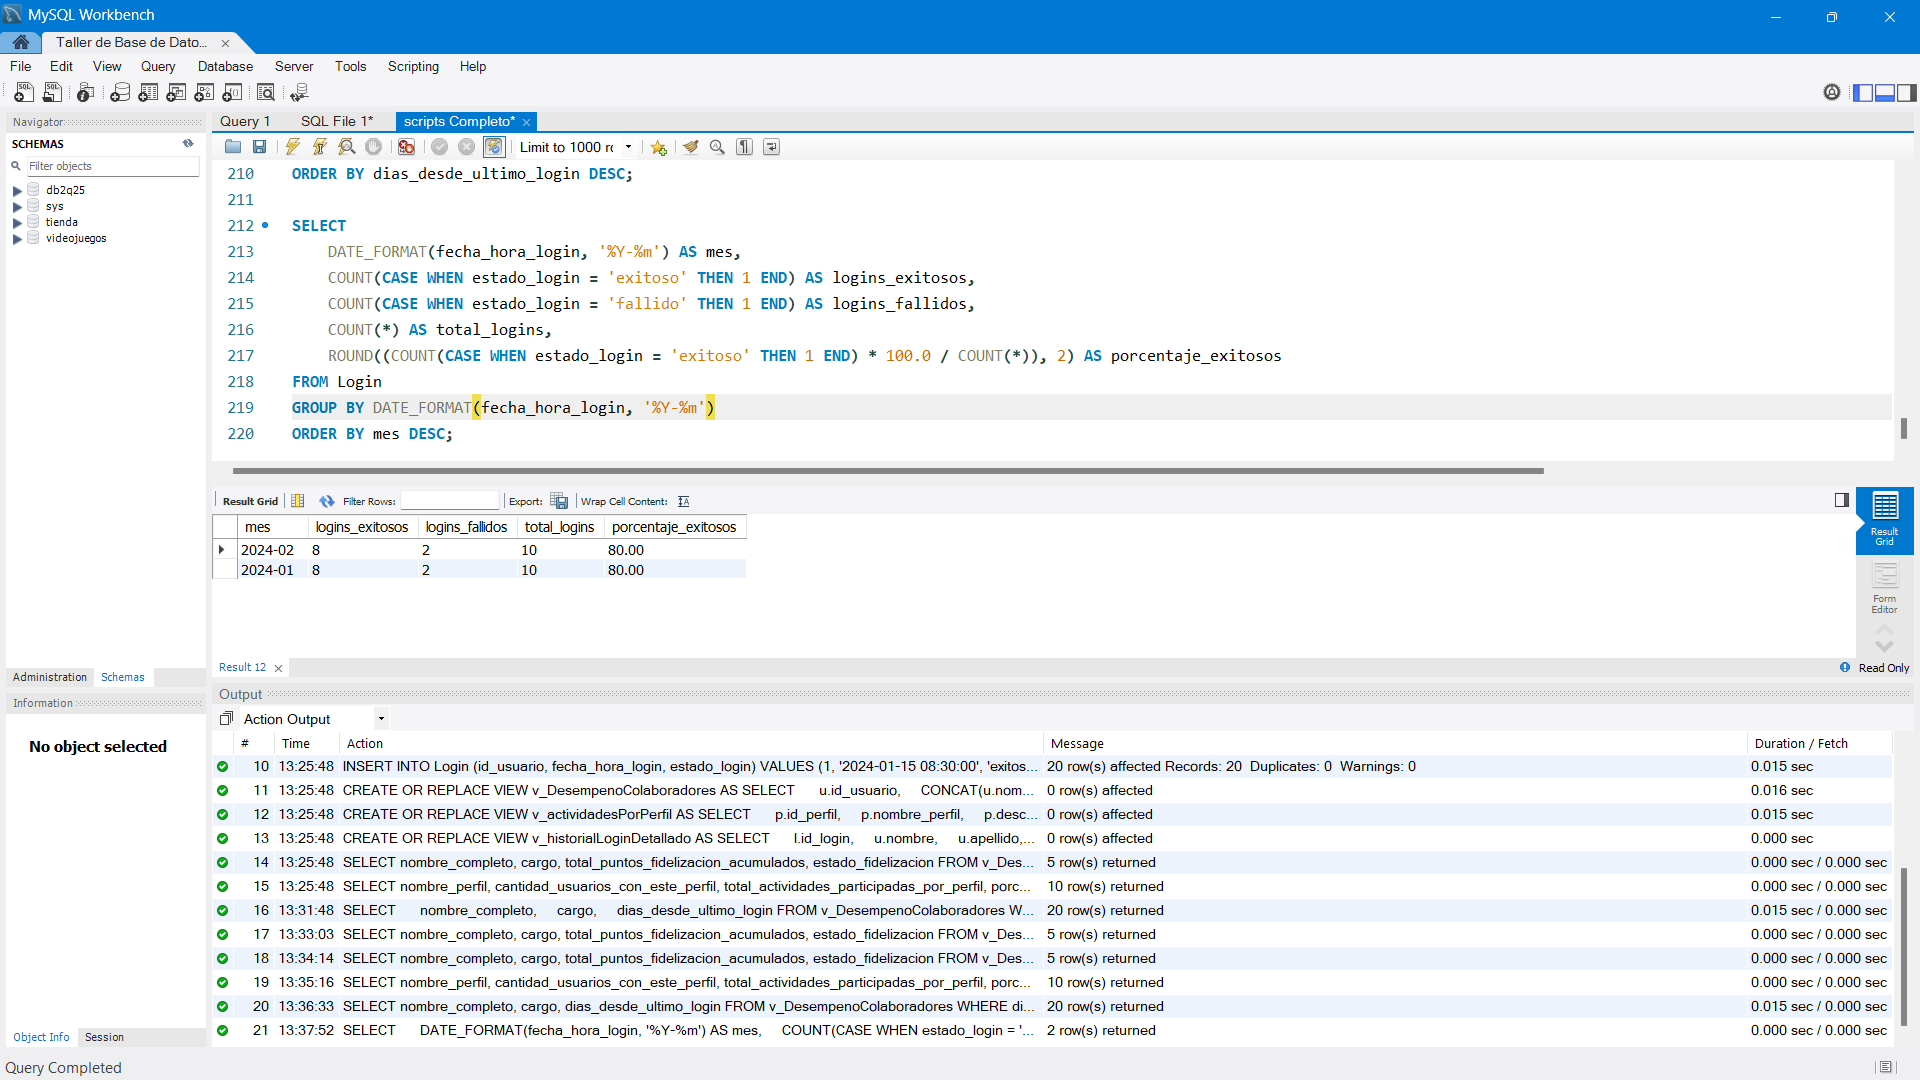 MySQL Workbench
Taller de Base de Dato...
File Edit View Query Database Server Tools Scripting Help
Navigator
SCHEMAS
Filter objects
db2q25
sys
tienda
videojuegos
Administration Schemas
Information
No object selected
Object Info Session
Query 1 SQL File 1* scripts Completo*
Limit to 1000 r
210 ORDER BY dias_desde_ultimo_login DESC;
211
212 SELECT
213 DATE_FORMAT(fecha_hora_login, '%Y-%m') AS mes,
214 COUNT(CASE WHEN estado_login = 'exitoso' THEN 1 END) AS logins_exitosos,
215 COUNT(CASE WHEN estado_login = 'fallido' THEN 1 END) AS logins_fallidos,
216 COUNT(*) AS total_logins,
217 ROUND((COUNT(CASE WHEN estado_login = 'exitoso' THEN 1 END) * 100.0 / COUNT(*)), 2) AS porcentaje_exitosos
218 FROM Login
219 GROUP BY DATE_FORMAT(fecha_hora_login, '%Y-%m')
220 ORDER BY mes DESC;
Result Grid Filter Rows: Export: Wrap Cell Content:
mes logins_exitosos logins_fallidos total_logins porcentaje_exitosos
2024-02 8 2 10 80.00
2024-01 8 2 10 80.00
Result Grid
Form Editor
Result 12
Read Only
Output
Action Output
# Time Action Message Duration / Fetch
10 13:25:48 INSERT INTO Login (id_usuario, fecha_hora_login, estado_login) VALUES (1, '2024-01-15 08:30:00', 'exitos... 20 row(s) affected Records: 20 Duplicates: 0 Warnings: 0 0.015 sec
11 13:25:48 CREATE OR REPLACE VIEW v_DesempenoColaboradores AS SELECT u.id_usuario, CONCAT(u.nom... 0 row(s) affected 0.016 sec
12 13:25:48 CREATE OR REPLACE VIEW v_actividadesPorPerfil AS SELECT p.id_perfil, p.nombre_perfil, p.desc... 0 row(s) affected 0.015 sec
13 13:25:48 CREATE OR REPLACE VIEW v_historialLoginDetallado AS SELECT l.id_login, u.nombre, u.apellido,... 0 row(s) affected 0.000 sec
14 13:25:48 SELECT nombre_completo, cargo, total_puntos_fidelizacion_acumulados, estado_fidelizacion FROM v_Des... 5 row(s) returned 0.000 sec / 0.000 sec
15 13:25:48 SELECT nombre_perfil, cantidad_usuarios_con_este_perfil, total_actividades_participadas_por_perfil, porc... 10 row(s) returned 0.000 sec / 0.000 sec
16 13:31:48 SELECT nombre_completo, cargo, dias_desde_ultimo_login FROM v_DesempenoColaboradores W... 20 row(s) returned 0.015 sec / 0.000 sec
17 13:33:03 SELECT nombre_completo, cargo, total_puntos_fidelizacion_acumulados, estado_fidelizacion FROM v_Des... 5 row(s) returned 0.000 sec / 0.000 sec
18 13:34:14 SELECT nombre_completo, cargo, total_puntos_fidelizacion_acumulados, estado_fidelizacion FROM v_Des... 5 row(s) returned 0.000 sec / 0.000 sec
19 13:35:16 SELECT nombre_perfil, cantidad_usuarios_con_este_perfil, total_actividades_participadas_por_perfil, porc... 10 row(s) returned 0.000 sec / 0.000 sec
20 13:36:33 SELECT nombre_completo, cargo, dias_desde_ultimo_login FROM v_DesempenoColaboradores WHERE di... 20 row(s) returned 0.015 sec / 0.000 sec
21 13:37:52 SELECT DATE_FORMAT(fecha_hora_login, '%Y-%m') AS mes, COUNT(CASE WHEN estado_login = '... 2 row(s) returned 0.000 sec / 0.000 sec
Query Completed